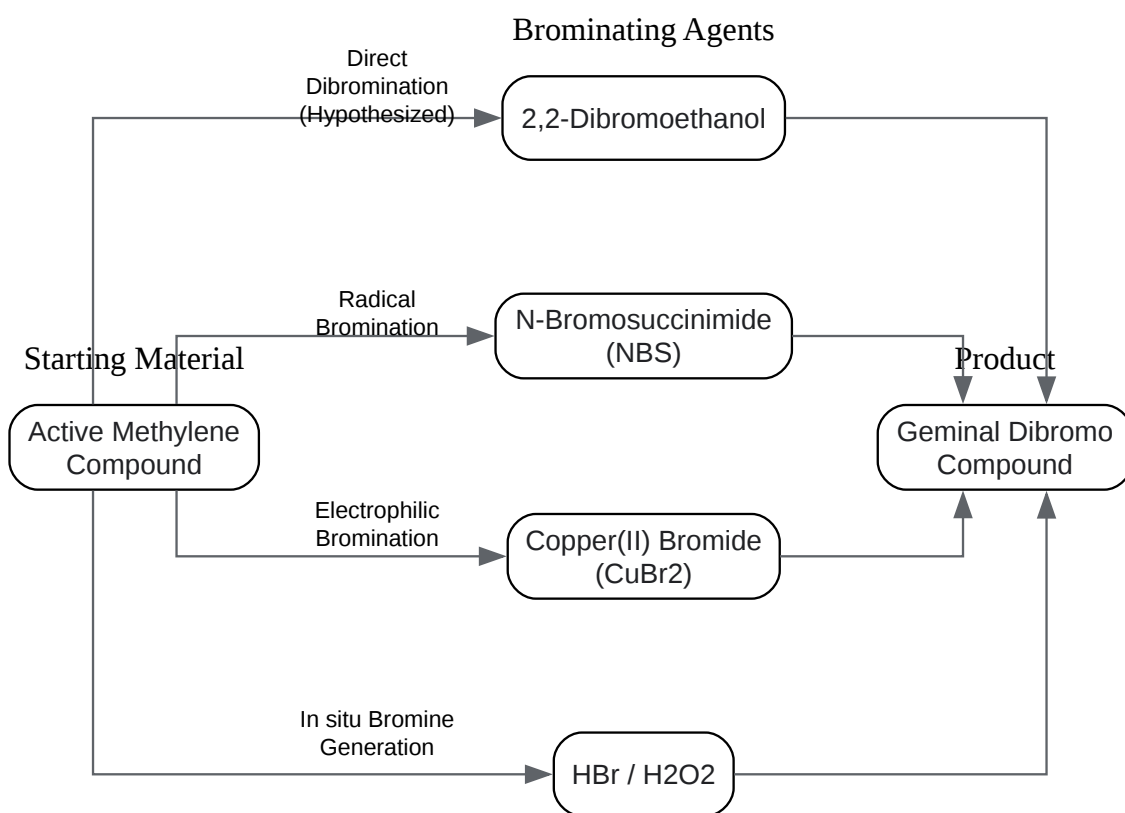 Brominating Agents
Direct
Dibromination
(Hypothesized)
2,2-Dibromoethanol
Radical
Bromination
N-Bromosuccinimide
(NBS)
Starting Material
Product
Active Methylene
Compound
Geminal Dibromo
Compound
Electrophilic
Bromination
Copper(II) Bromide
(CuBr2)
In situ Bromine
Generation
HBr / H2O2